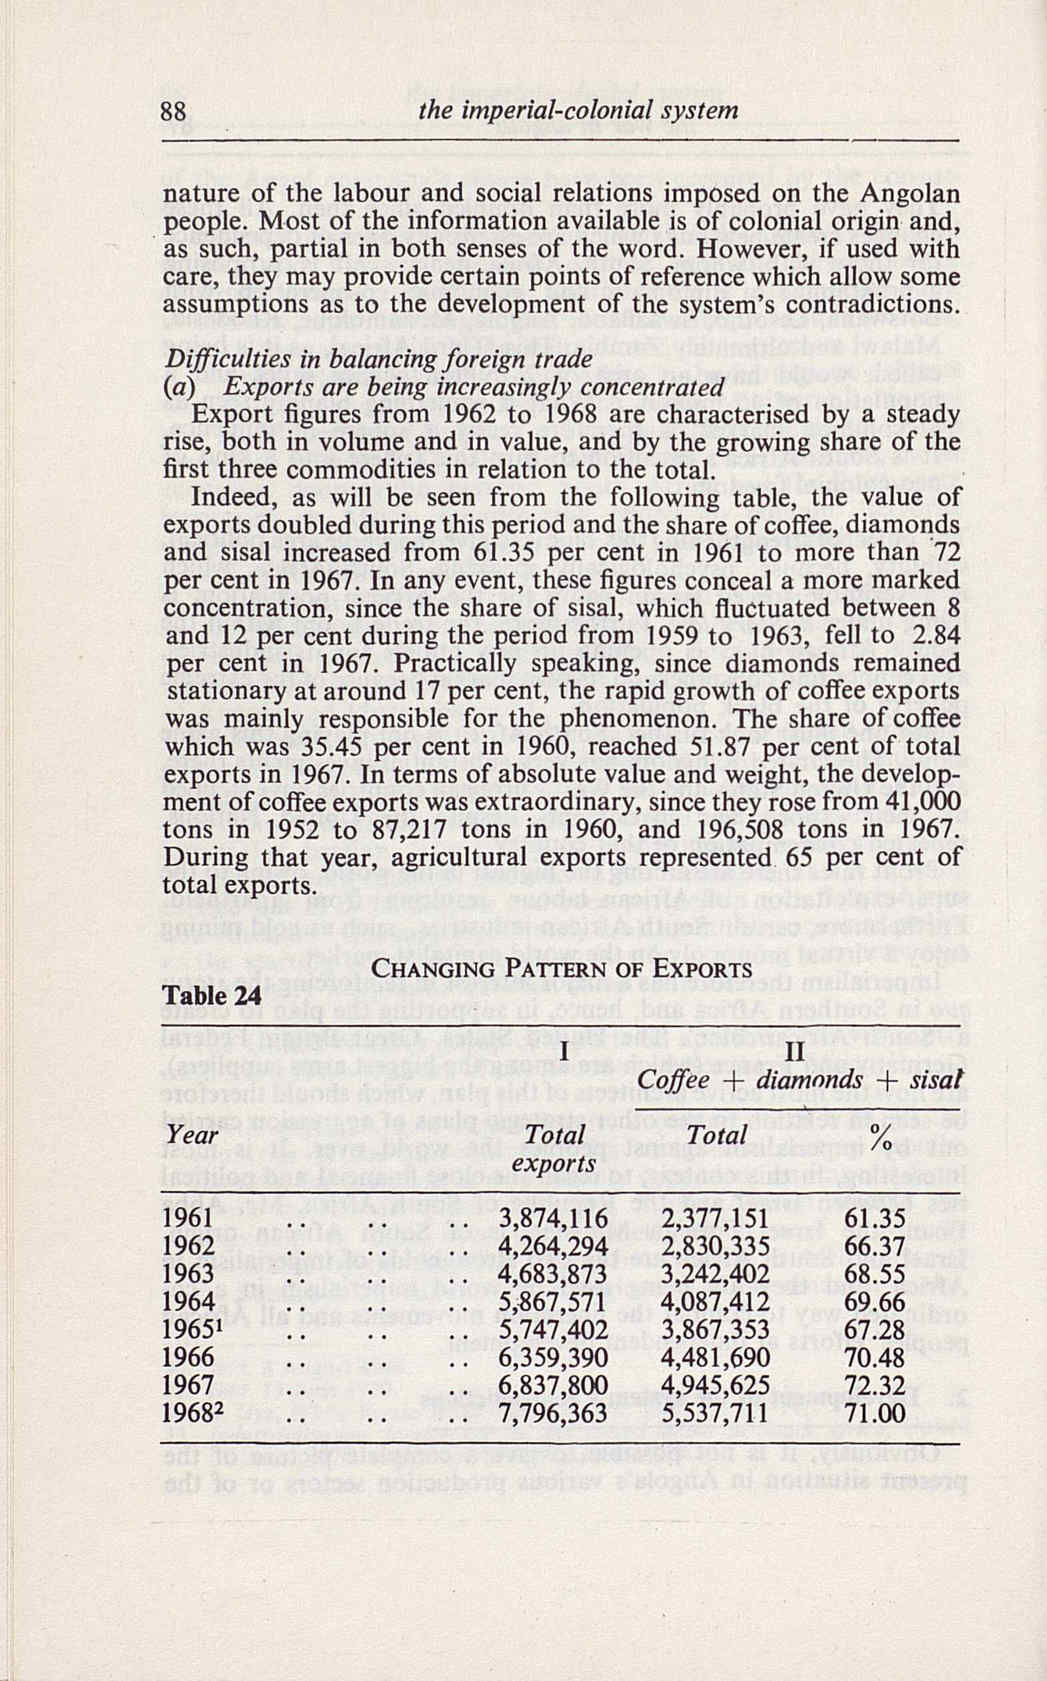 88 the imperial-colonial system
nature of the labour and social relations imposed on the Angolan
people. Most of the information available is of colonial origin and,
as such, partial in both senses of the word. However, if used with
care, they may provide certain points of reference which allow some
assumptions as to the development of the system's contradictions.
Difficulties in balancing foreign trade
(a) Exports are being increasingly concentrated
Export figures from 1962 to 1968 are characterised by a steady
rise, both in volume and in value, and by the growing share of the
first three commodities in relation to the total.
Indeed, as will be seen from the following table, the value of
exports doubled during this period and the share of coffee, diamonds
and sisal increased from 61.35 per cent in 1961 to more than 72
per cent in 1967. In any event, these figures conceal a more marked
concentration, since the share of sisal, which fluctuated between 8
and 12 per cent during the period from 1959 to 1963, fell to 2.84
per cent in 1967. Practically speaking, since diamonds remained
stationary at around 17 per cent, the rapid growth of coffee exports
was mainly responsible for the phenomenon. The share of coffee
which was 35.45 per cent in 1960, reached 51.87 per cent of total
exports in 1967. In terms of absolute value and weight, the develop-
ment of coffee exports was extraordinary, since they rose from 41,000
tons in 1952 to 87,217 tons in 1960, and 196,508 tons in 1967.
During that year, agricultural exports represented 65 per cent of
total exports.
CHANGING PATTERN OF EXPORTS
Table 24
I II
Coffee + diamonds + sisal
Year Total Total %
exports
1961 .. .. .. 3,874,116 2,377,151 61.35
1962 .. .. .. 4,264,294 2,830,335 66.37
1963 .. .. .. 4,683,873 3,242,402 68.55
1964 .. .. .. 5,867,571 4,087,412 69.66
1965¹ .. .. .. 5,747,402 3,867,353 67.28
1966 .. .. .. 6,359,390 4,481,690 70.48
1967 .. .. .. 6,837,800 4,945,625 72.32
1968² .. .. .. 7,796,363 5,537,711 71.00